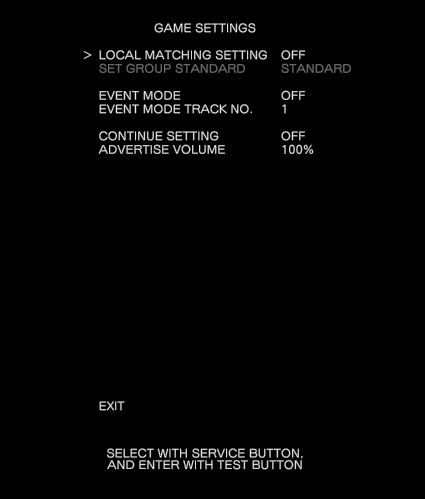 GAME SETTINGS
> LOCAL MATCHING SETTING OFF
SET GROUP STANDARD STANDARD
EVENT MODE OFF
EVENT MODE TRACK NO. 1
CONTINUE SETTING OFF
ADVERTISE VOLUME 100%
EXIT
SELECT WITH SERVICE BUTTON,
AND ENTER WITH TEST BUTTON